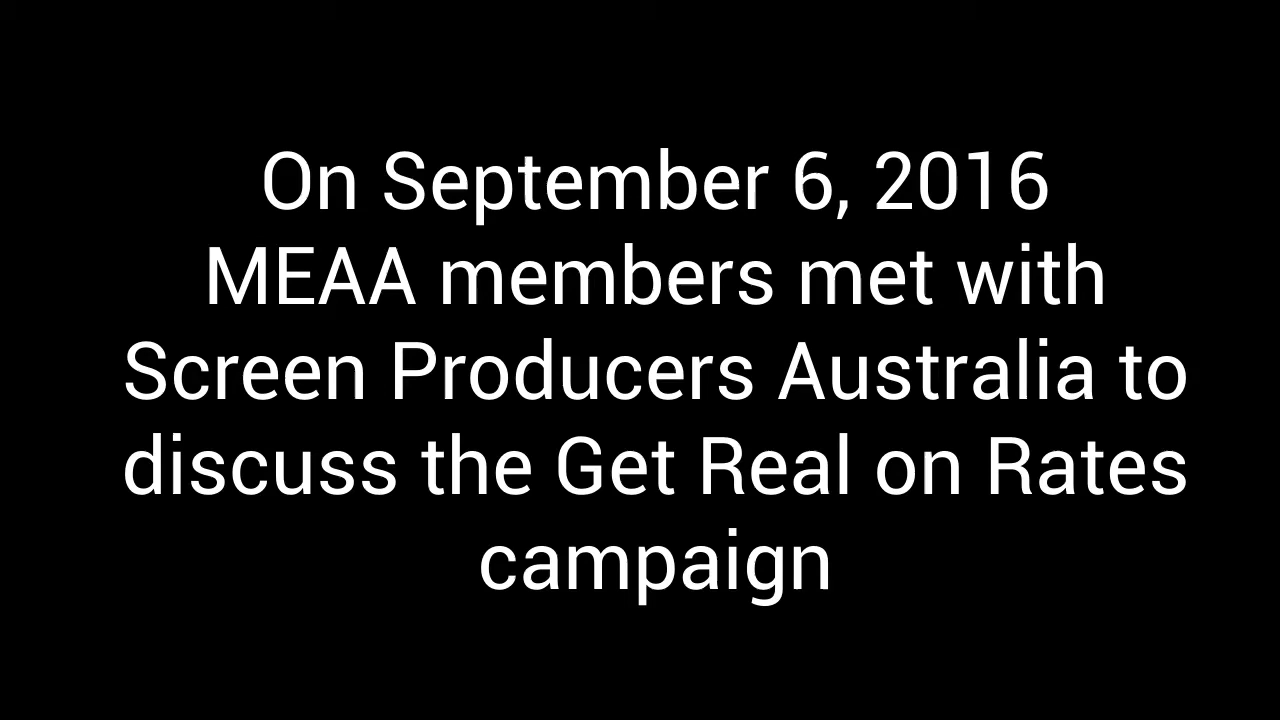 On September 6, 2016
MEAA members met with
Screen Producers Australia to
discuss the Get Real on Rates
campaign